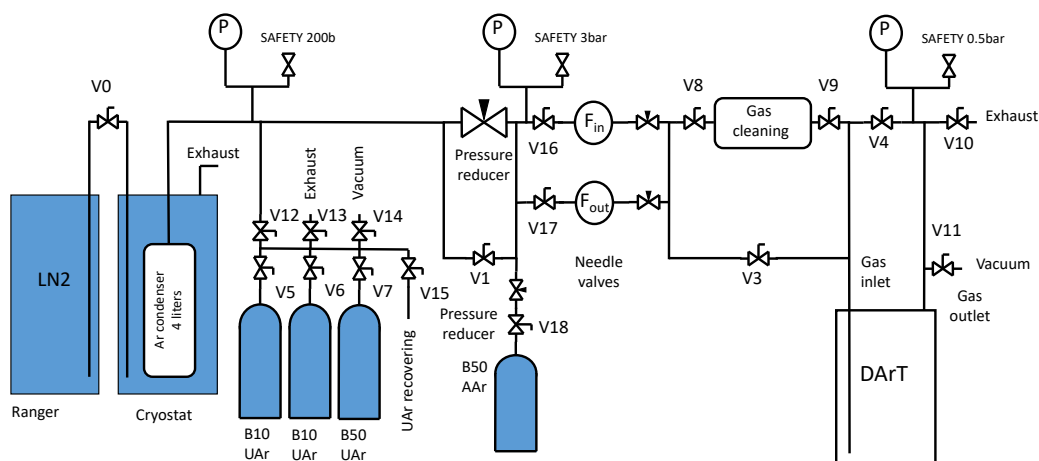 P
SAFETY 200b
P
SAFETY 3bar
P
SAFETY 0.5bar
V0
Exhaust
LN2
Ar condenser
4 liters
Ranger
Cryostat
Exhaust
Vacuum
V12
V13
V14
V5
V6
V7
V15
UAr recovering
B10
UAr
B10
UAr
B50
UAr
Pressure
reducer
V16
Fin
V17
Fout
Needle
valves
V1
Pressure
reducer
V18
B50
AAr
V8
Gas
cleaning
V9
V4
V10
Exhaust
V3
Gas
inlet
V11
Vacuum
Gas
outlet
DArT